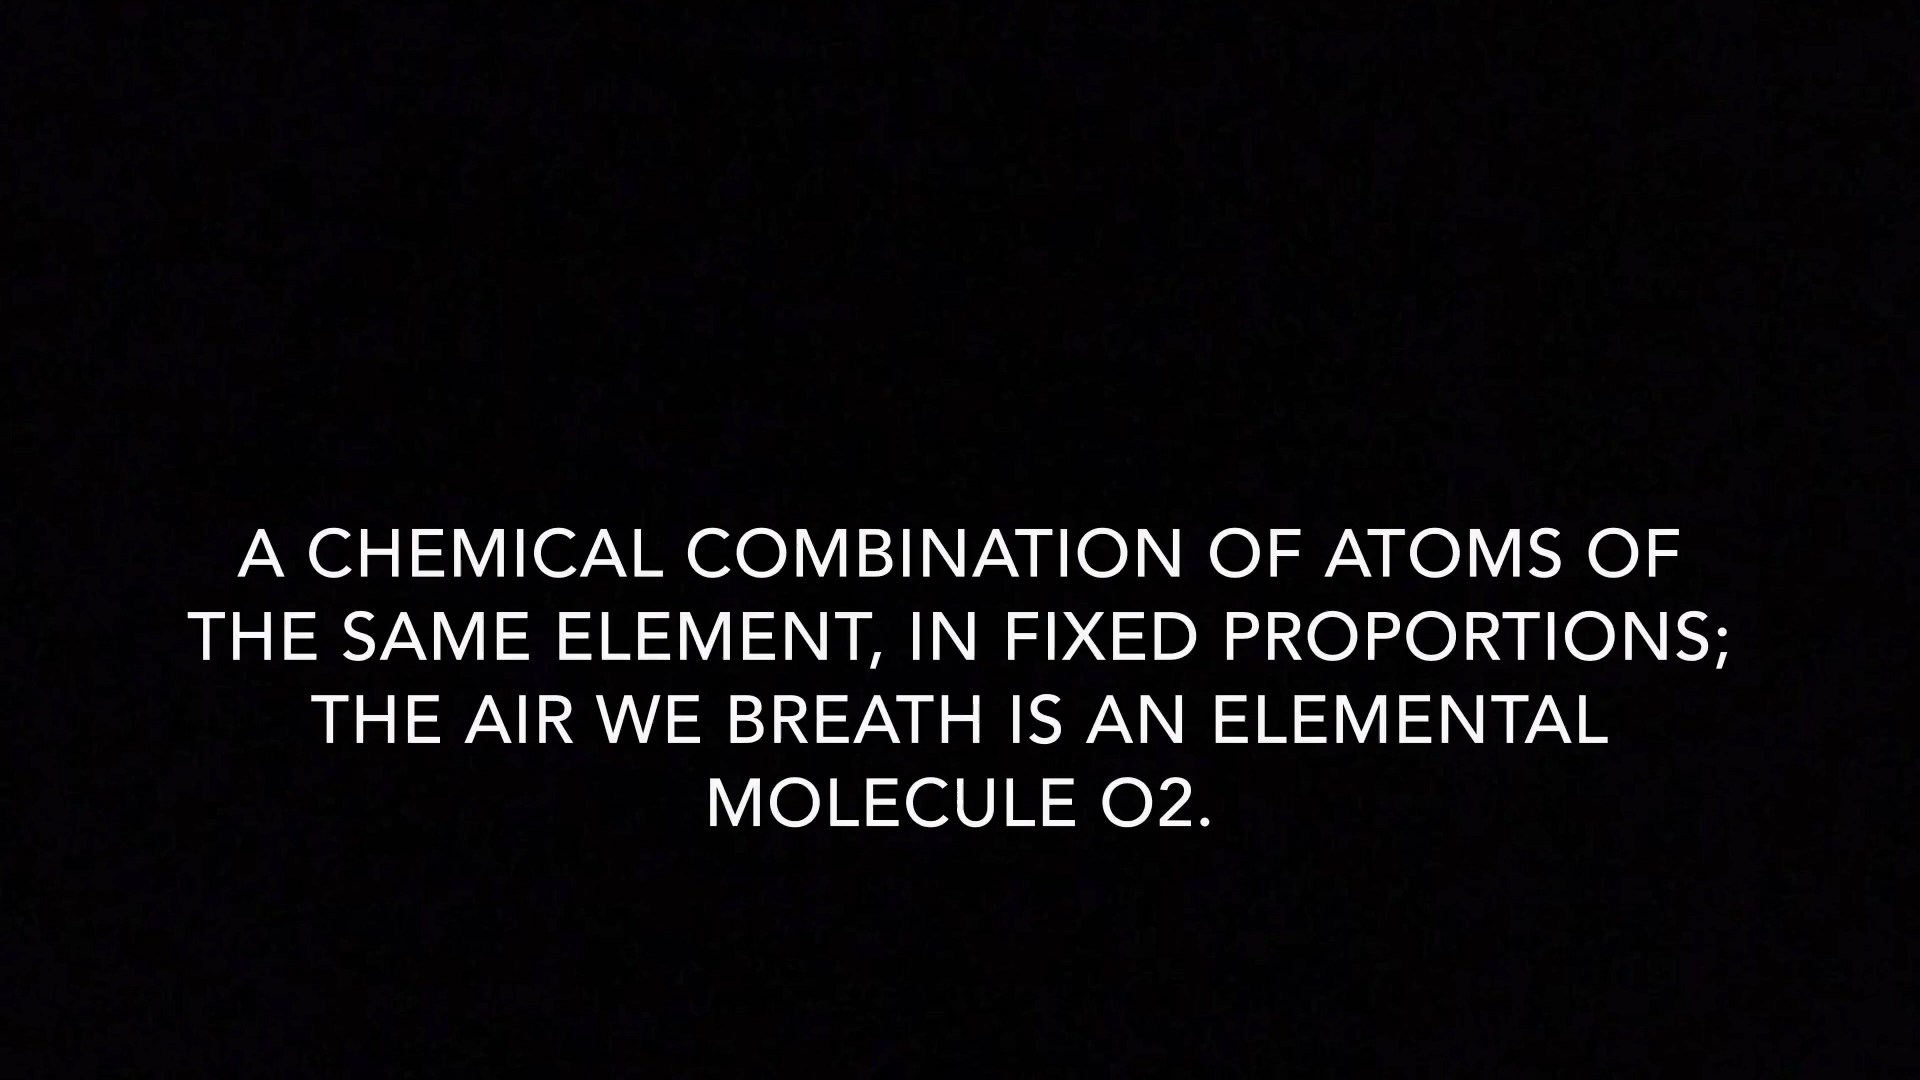 A CHEMICAL COMBINATION OF ATOMS OF
THE SAME ELEMENT, IN FIXED PROPORTIONS;
THE AIR WE BREATH IS AN ELEMENTAL
MOLECULE O2.